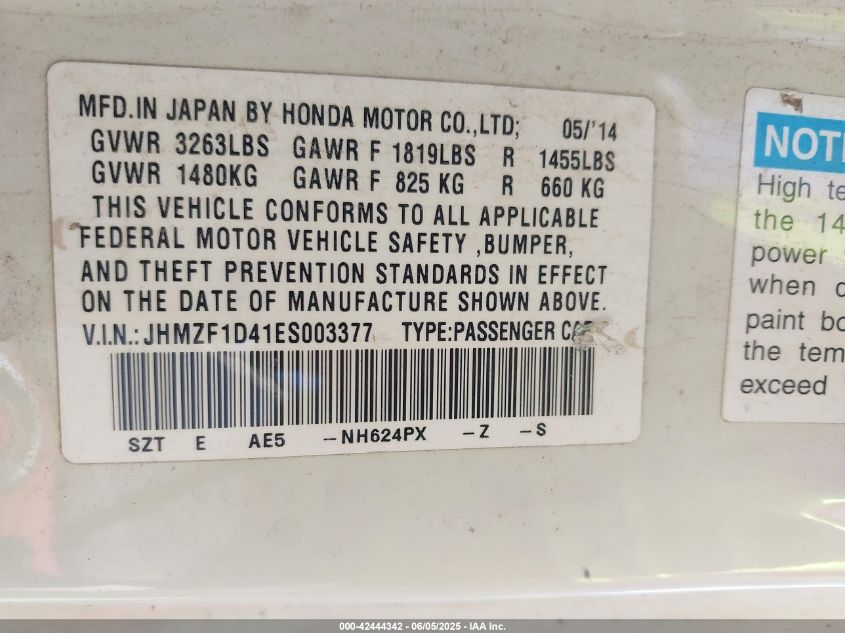 MFD.IN JAPAN BY HONDA MOTOR CO.,LTD; 05/'14
GVWR 3263LBS GAWR F 1819LBS R 1455LBS
GVWR 1480KG GAWR F 825 KG R 660 KG
THIS VEHICLE CONFORMS TO ALL APPLICABLE
FEDERAL MOTOR VEHICLE SAFETY ,BUMPER,
AND THEFT PREVENTION STANDARDS IN EFFECT
ON THE DATE OF MANUFACTURE SHOWN ABOVE.
V.I.N.: JHMZF1D41ES003377 TYPE:PASSENGER
SZT E AE5 -NH624PX -Z -S
High
the 14
power
when
paint
the
exceed
000-42444342 - 06/05/2025 - IAA Inc.